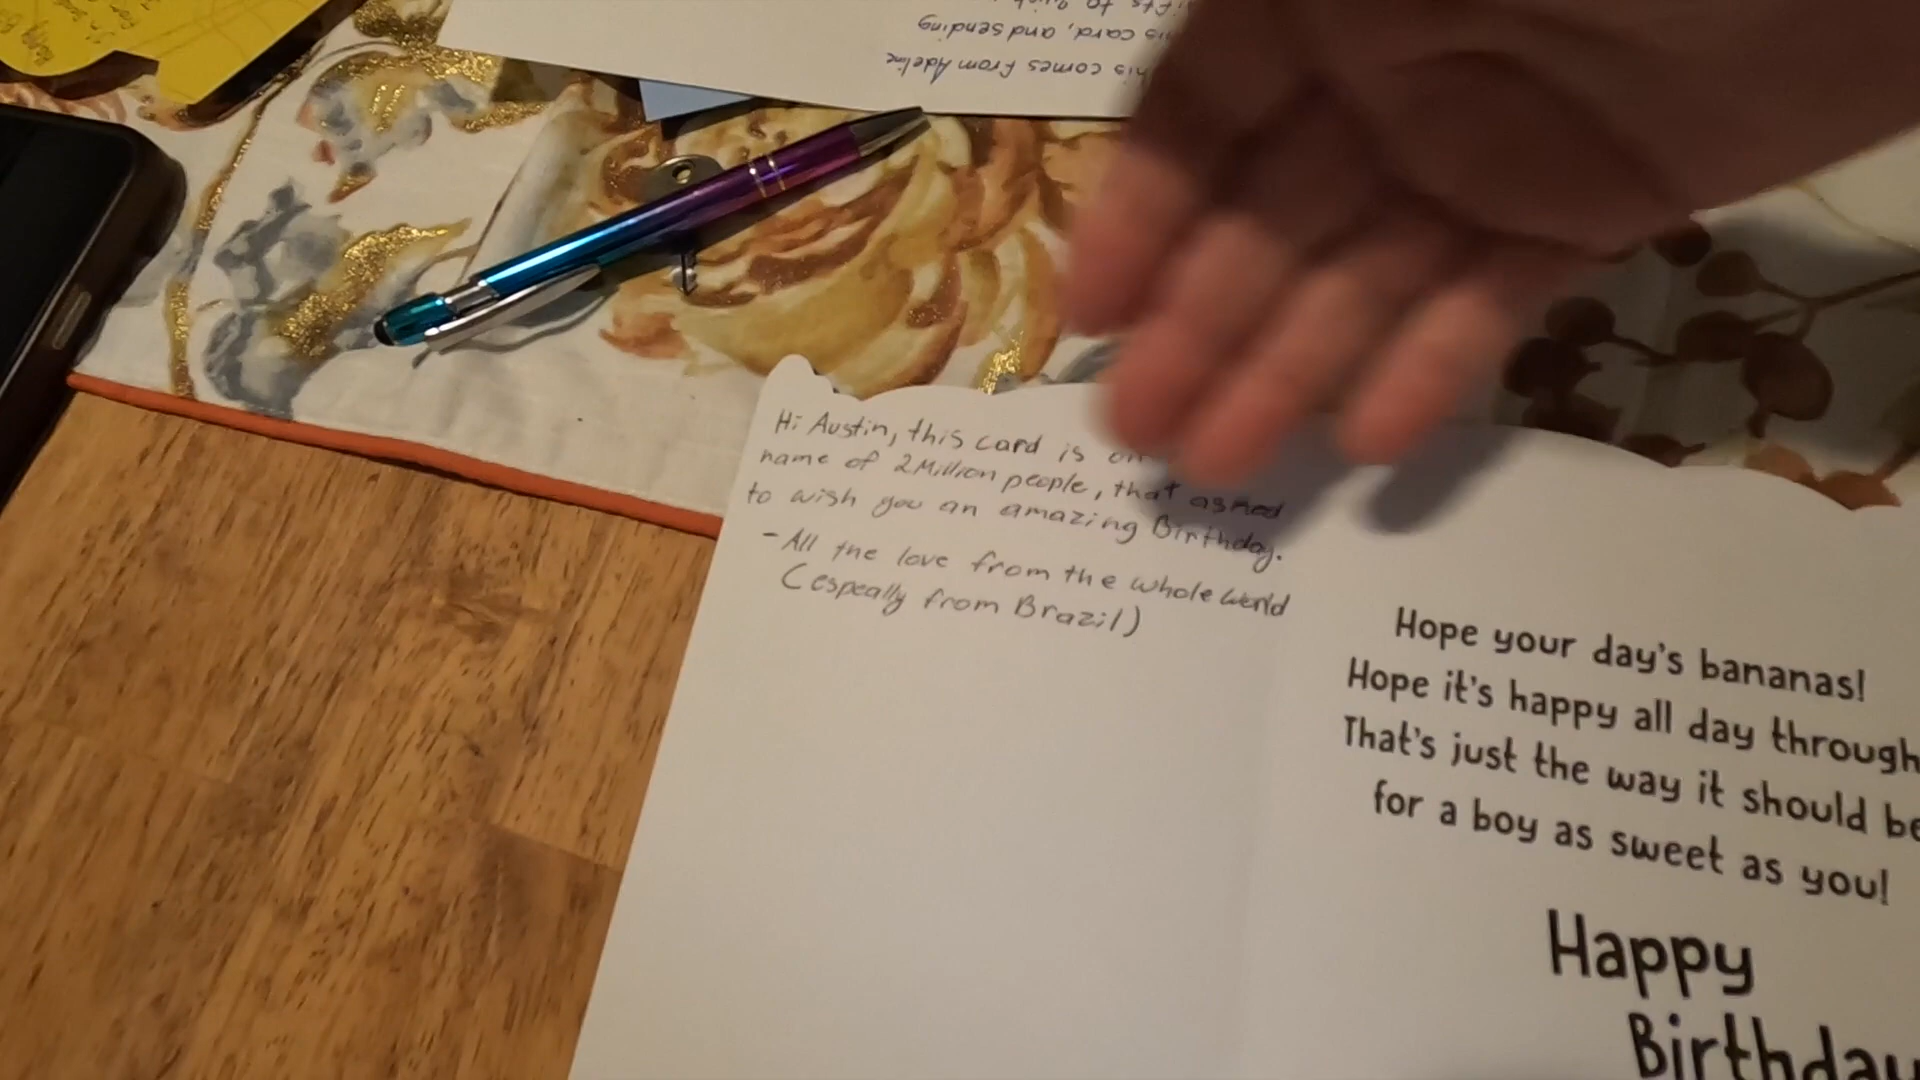 his comes from Adeline
is card, and sending
Hi Austin, this card is on
name of 2Million people, that asked
to wish you an amazing Birthday.
- All the love from the whole world
(espeally from Brazil)
Hope your day's bananas!
Hope it's happy all day through
That's just the way it should be
for a boy as sweet as you!
Happy
Birthday